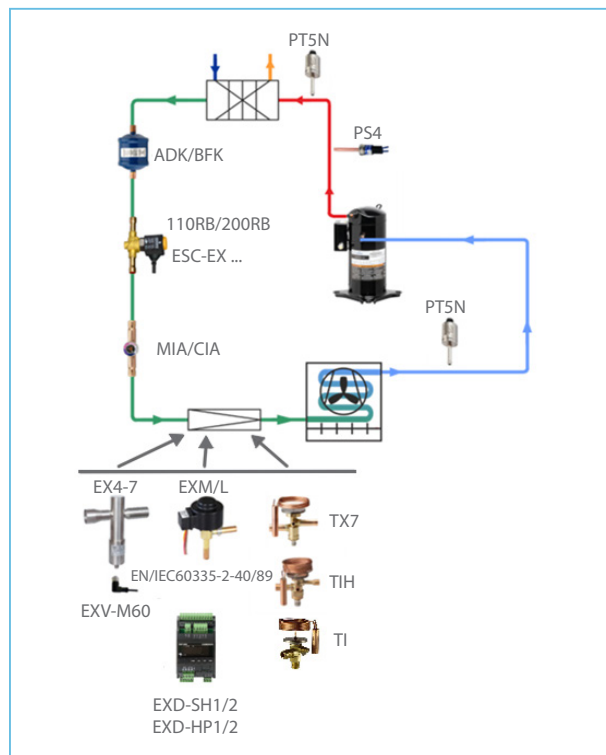 PT5N
PS4
ADK/BFK
110RB/200RB
ESC-EX ...
PT5N
MIA/CIA
EX4-7
EXM/L
TX7
EN/IEC60335-2-40/89
TIH
EXV-M60
TI
EXD-SH1/2
EXD-HP1/2